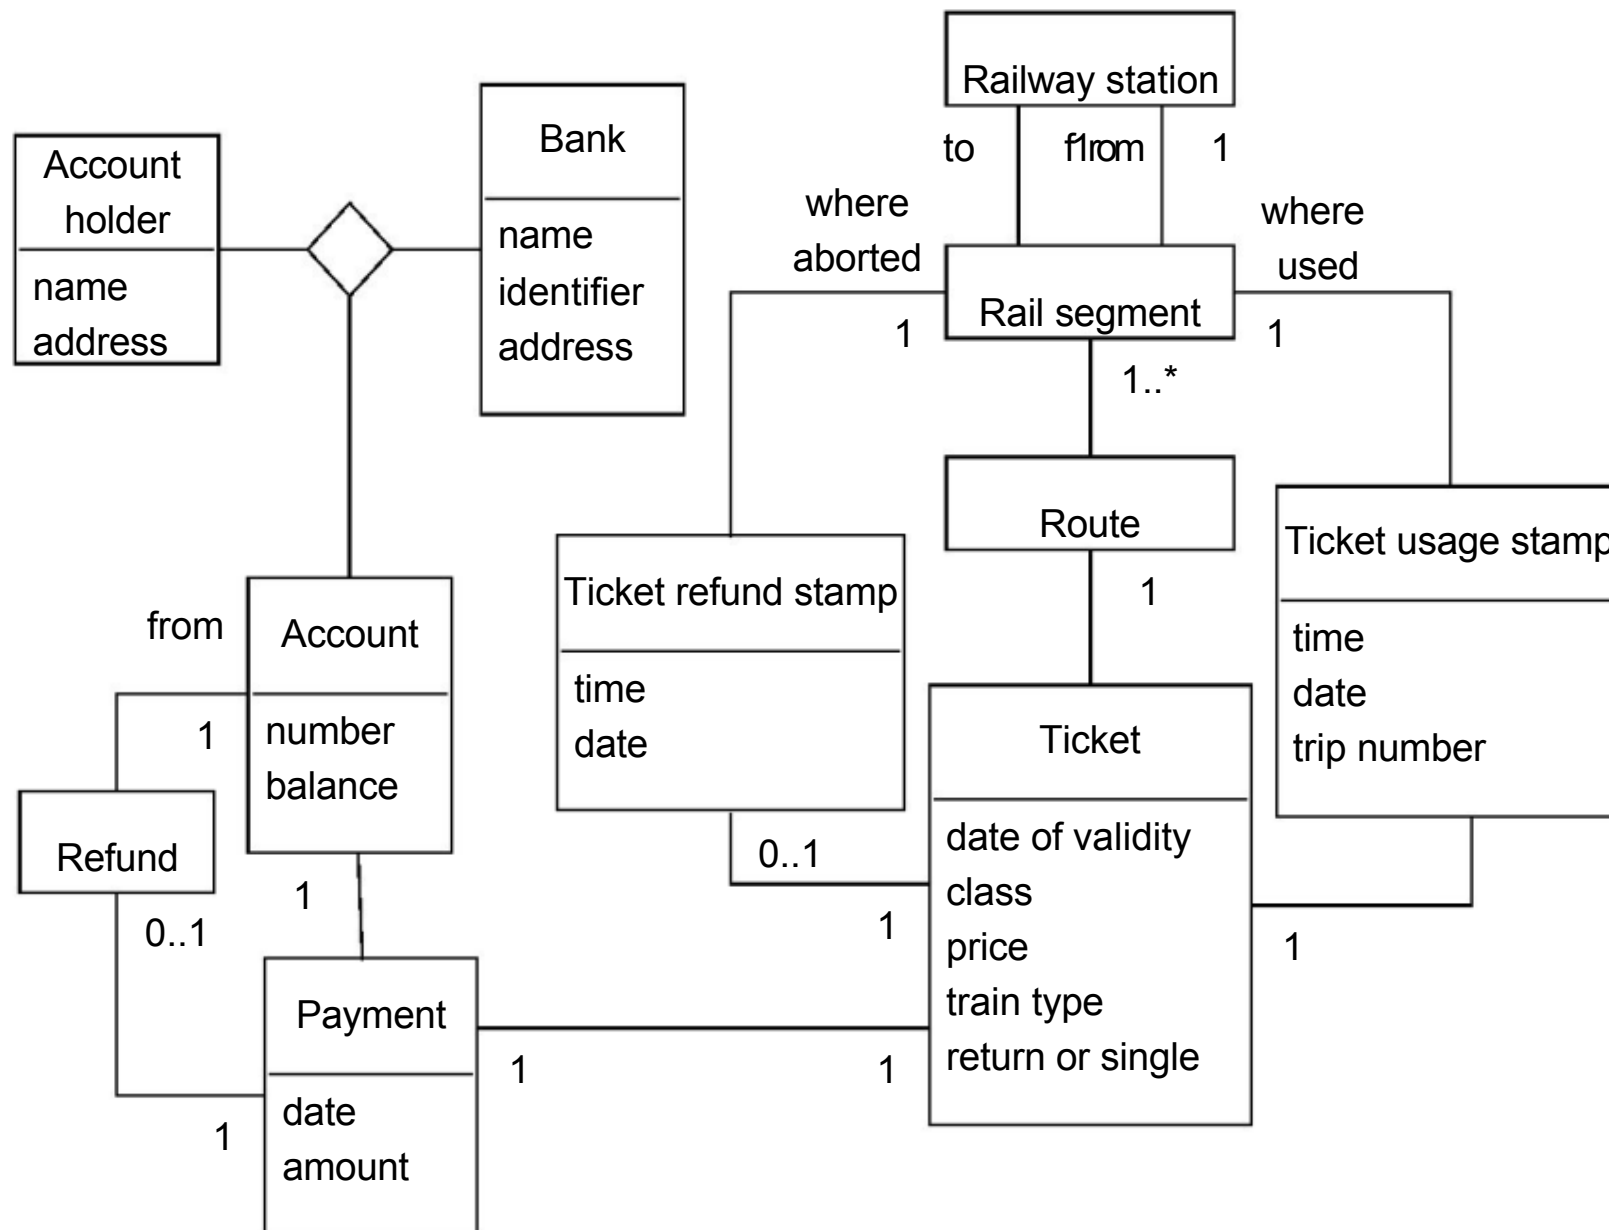 Railway station
to
f1rom
1
Bank
name
identifier
address
Account
holder
name
address
where
aborted
1
where
used
1
Rail segment
1..*
Route
1
Ticket refund stamp
time
date
0..1
1
Ticket usage stamp
time
date
trip number
1
from
1
Account
number
balance
1
Refund
0..1
1
Payment
date
amount
1
1
Ticket
date of validity
class
price
train type
return or single